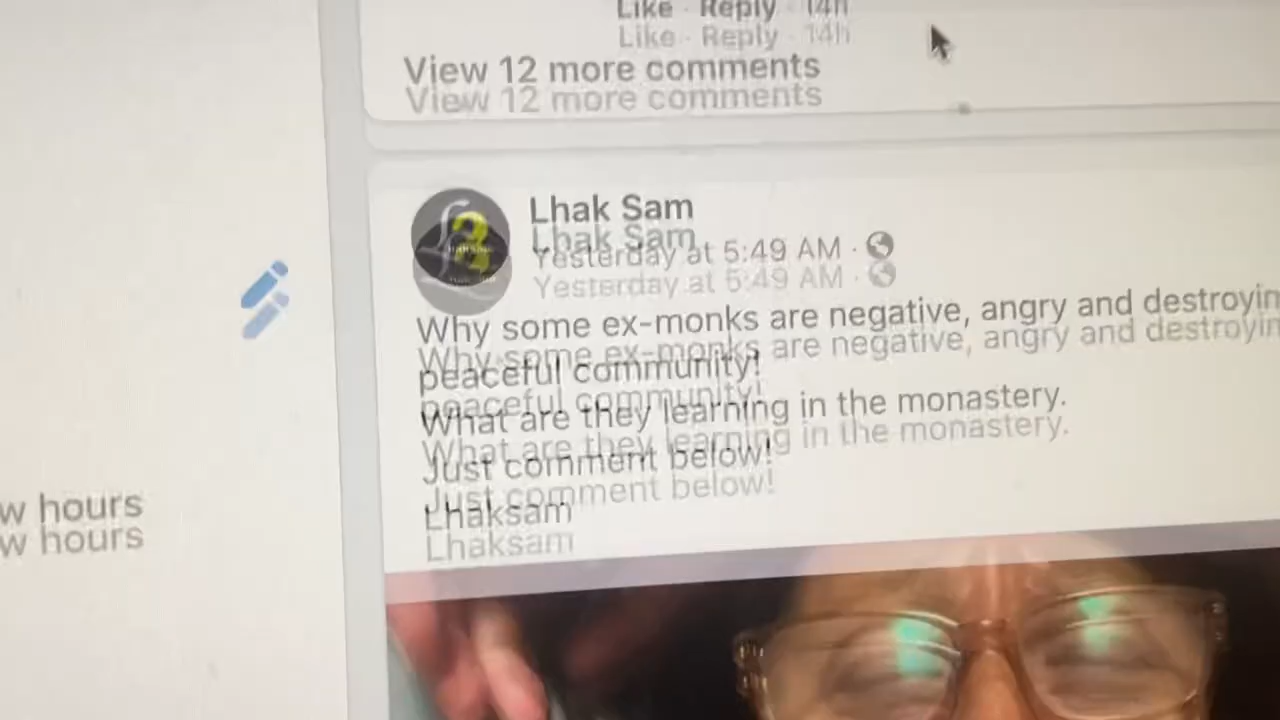 Like · Reply · 14h
View 12 more comments
Lhak Sam
Yesterday at 5:49 AM ·
Why some ex-monks are negative, angry and destroyin
peaceful community!
What are they learning in the monastery.
Just comment below!
Lhaksam
w hours